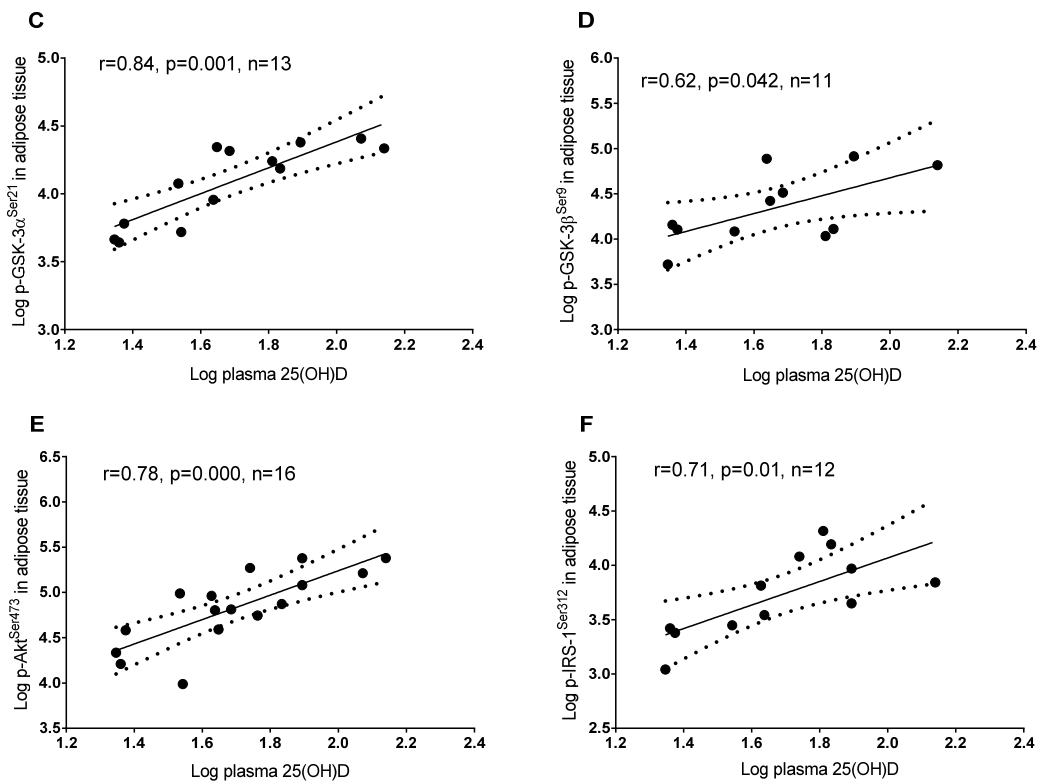 C
r=0.84, p=0.001, n=13
Log p-GSK-3αSer21 in adipose tissue
5.0
4.5
4.0
3.5
3.0
1.2 1.4 1.6 1.8 2.0 2.2 2.4
Log plasma 25(OH)D
D
r=0.62, p=0.042, n=11
Log p-GSK-3βSer9 in adipose tissue
6.0
5.5
5.0
4.5
4.0
3.5
3.0
1.2 1.4 1.6 1.8 2.0 2.2 2.4
Log plasma 25(OH)D
E
r=0.78, p=0.000, n=16
Log p-AktSer473 in adipose tissue
6.5
6.0
5.5
5.0
4.5
4.0
3.5
1.2 1.4 1.6 1.8 2.0 2.2 2.4
Log plasma 25(OH)D
F
r=0.71, p=0.01, n=12
Log p-IRS-1Ser312 in adipose tissue
5.0
4.5
4.0
3.5
3.0
2.5
1.2 1.4 1.6 1.8 2.0 2.2 2.4
Log plasma 25(OH)D